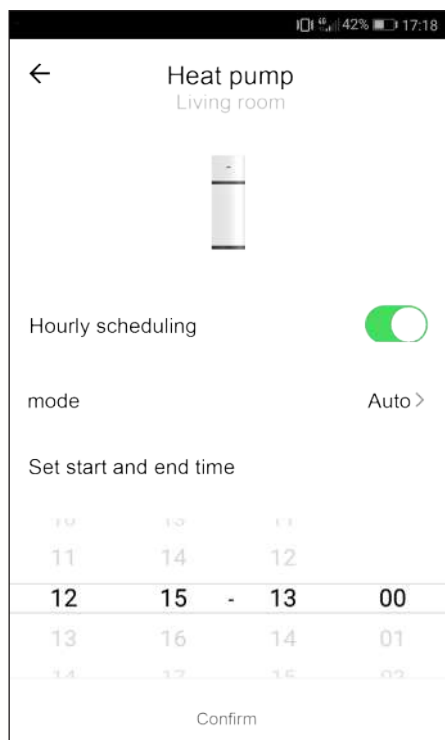 42% 17:18
Heat pump
Living room
Hourly scheduling
mode Auto >
Set start and end time
11 14 12
12 15 - 13 00
13 16 14 01
Confirm